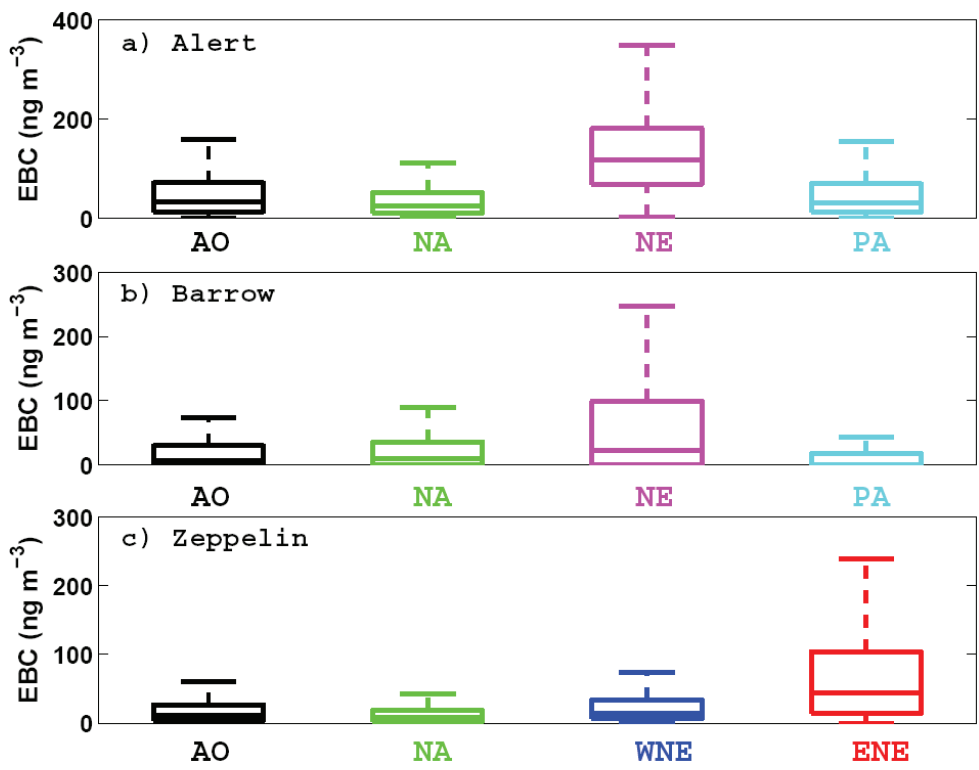 a) Alert
EBC (ng m⁻³)
400
200
0
AO NA NE PA
b) Barrow
EBC (ng m⁻³)
300
200
100
0
AO NA NE PA
c) Zeppelin
EBC (ng m⁻³)
300
200
100
0
AO NA WNE ENE